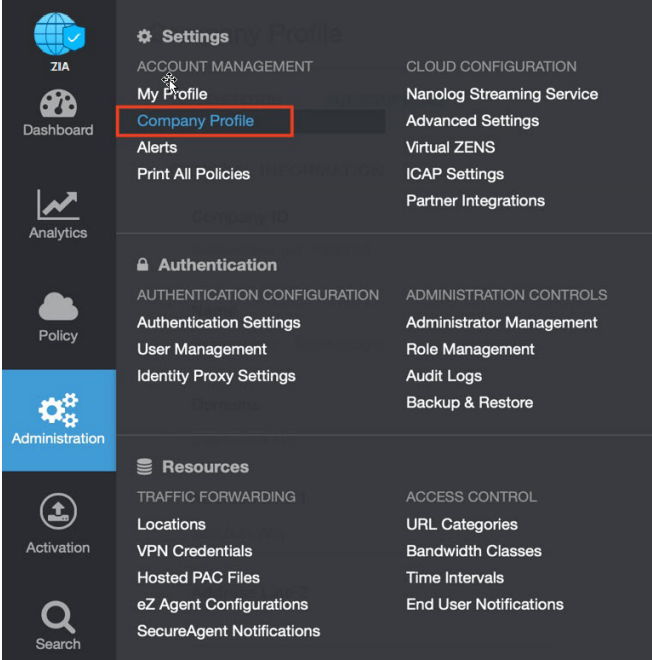 ZIA
Dashboard
Analytics
Policy
Administration
Activation
Search
Settings
ACCOUNT MANAGEMENT
My Profile
Company Profile
Alerts
Print All Policies
CLOUD CONFIGURATION
Nanolog Streaming Service
Advanced Settings
Virtual ZENS
ICAP Settings
Partner Integrations
Authentication
AUTHENTICATION CONFIGURATION
Authentication Settings
User Management
Identity Proxy Settings
ADMINISTRATION CONTROLS
Administrator Management
Role Management
Audit Logs
Backup & Restore
Resources
TRAFFIC FORWARDING
Locations
VPN Credentials
Hosted PAC Files
eZ Agent Configurations
SecureAgent Notifications
ACCESS CONTROL
URL Categories
Bandwidth Classes
Time Intervals
End User Notifications
Company ID
Domains